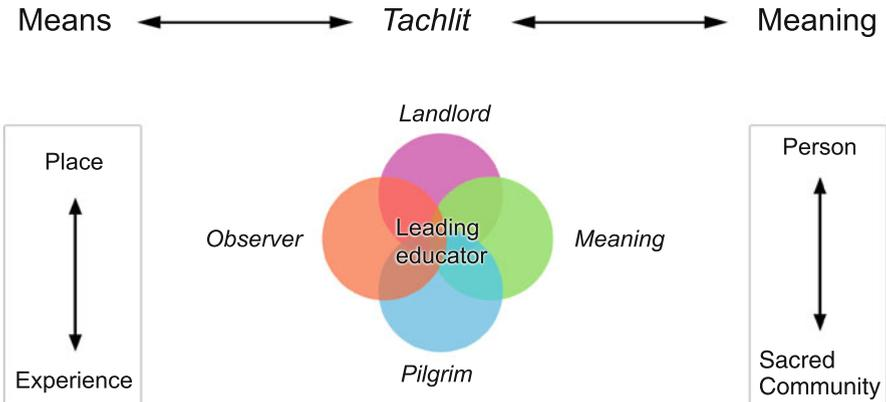 Means Tachlit Meaning
Landlord
Place
Person
Observer
Leading
educator
Meaning
Pilgrim
Experience
Sacred
Community